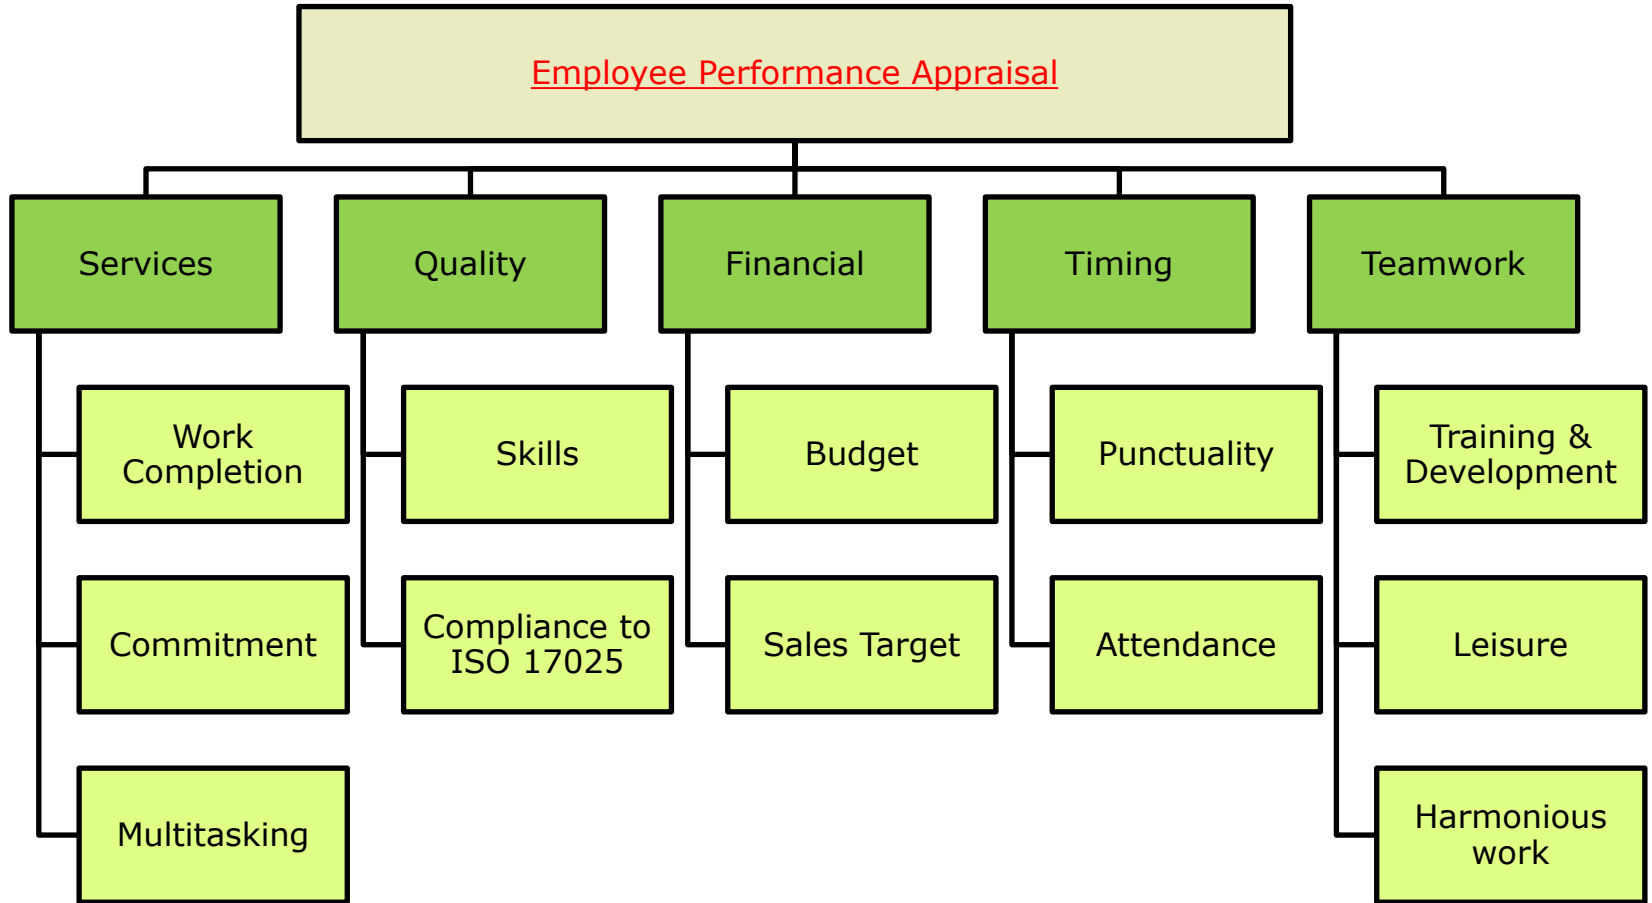 Employee Performance Appraisal
Services
Quality
Financial
Timing
Teamwork
Work
Completion
Skills
Budget
Punctuality
Training &
Development
Commitment
Compliance to
ISO 17025
Sales Target
Attendance
Leisure
Multitasking
Harmonious
work